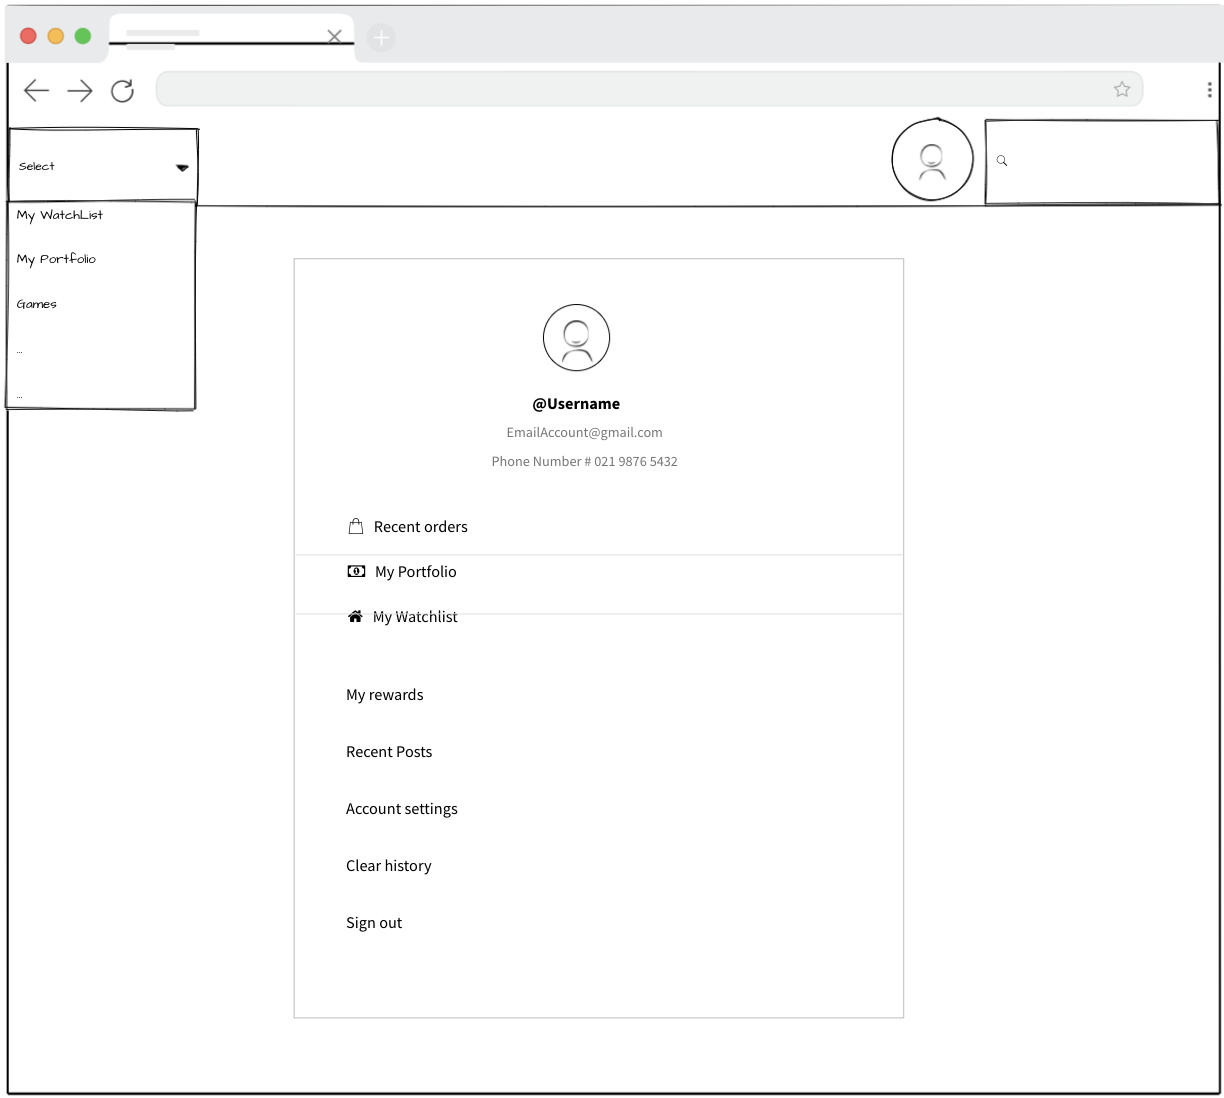 Select
My WatchList
My Portfolio
Games
...
...
@Username
EmailAccount@gmail.com
Phone Number # 021 9876 5432
Recent orders
My Portfolio
My Watchlist
My rewards
Recent Posts
Account settings
Clear history
Sign out